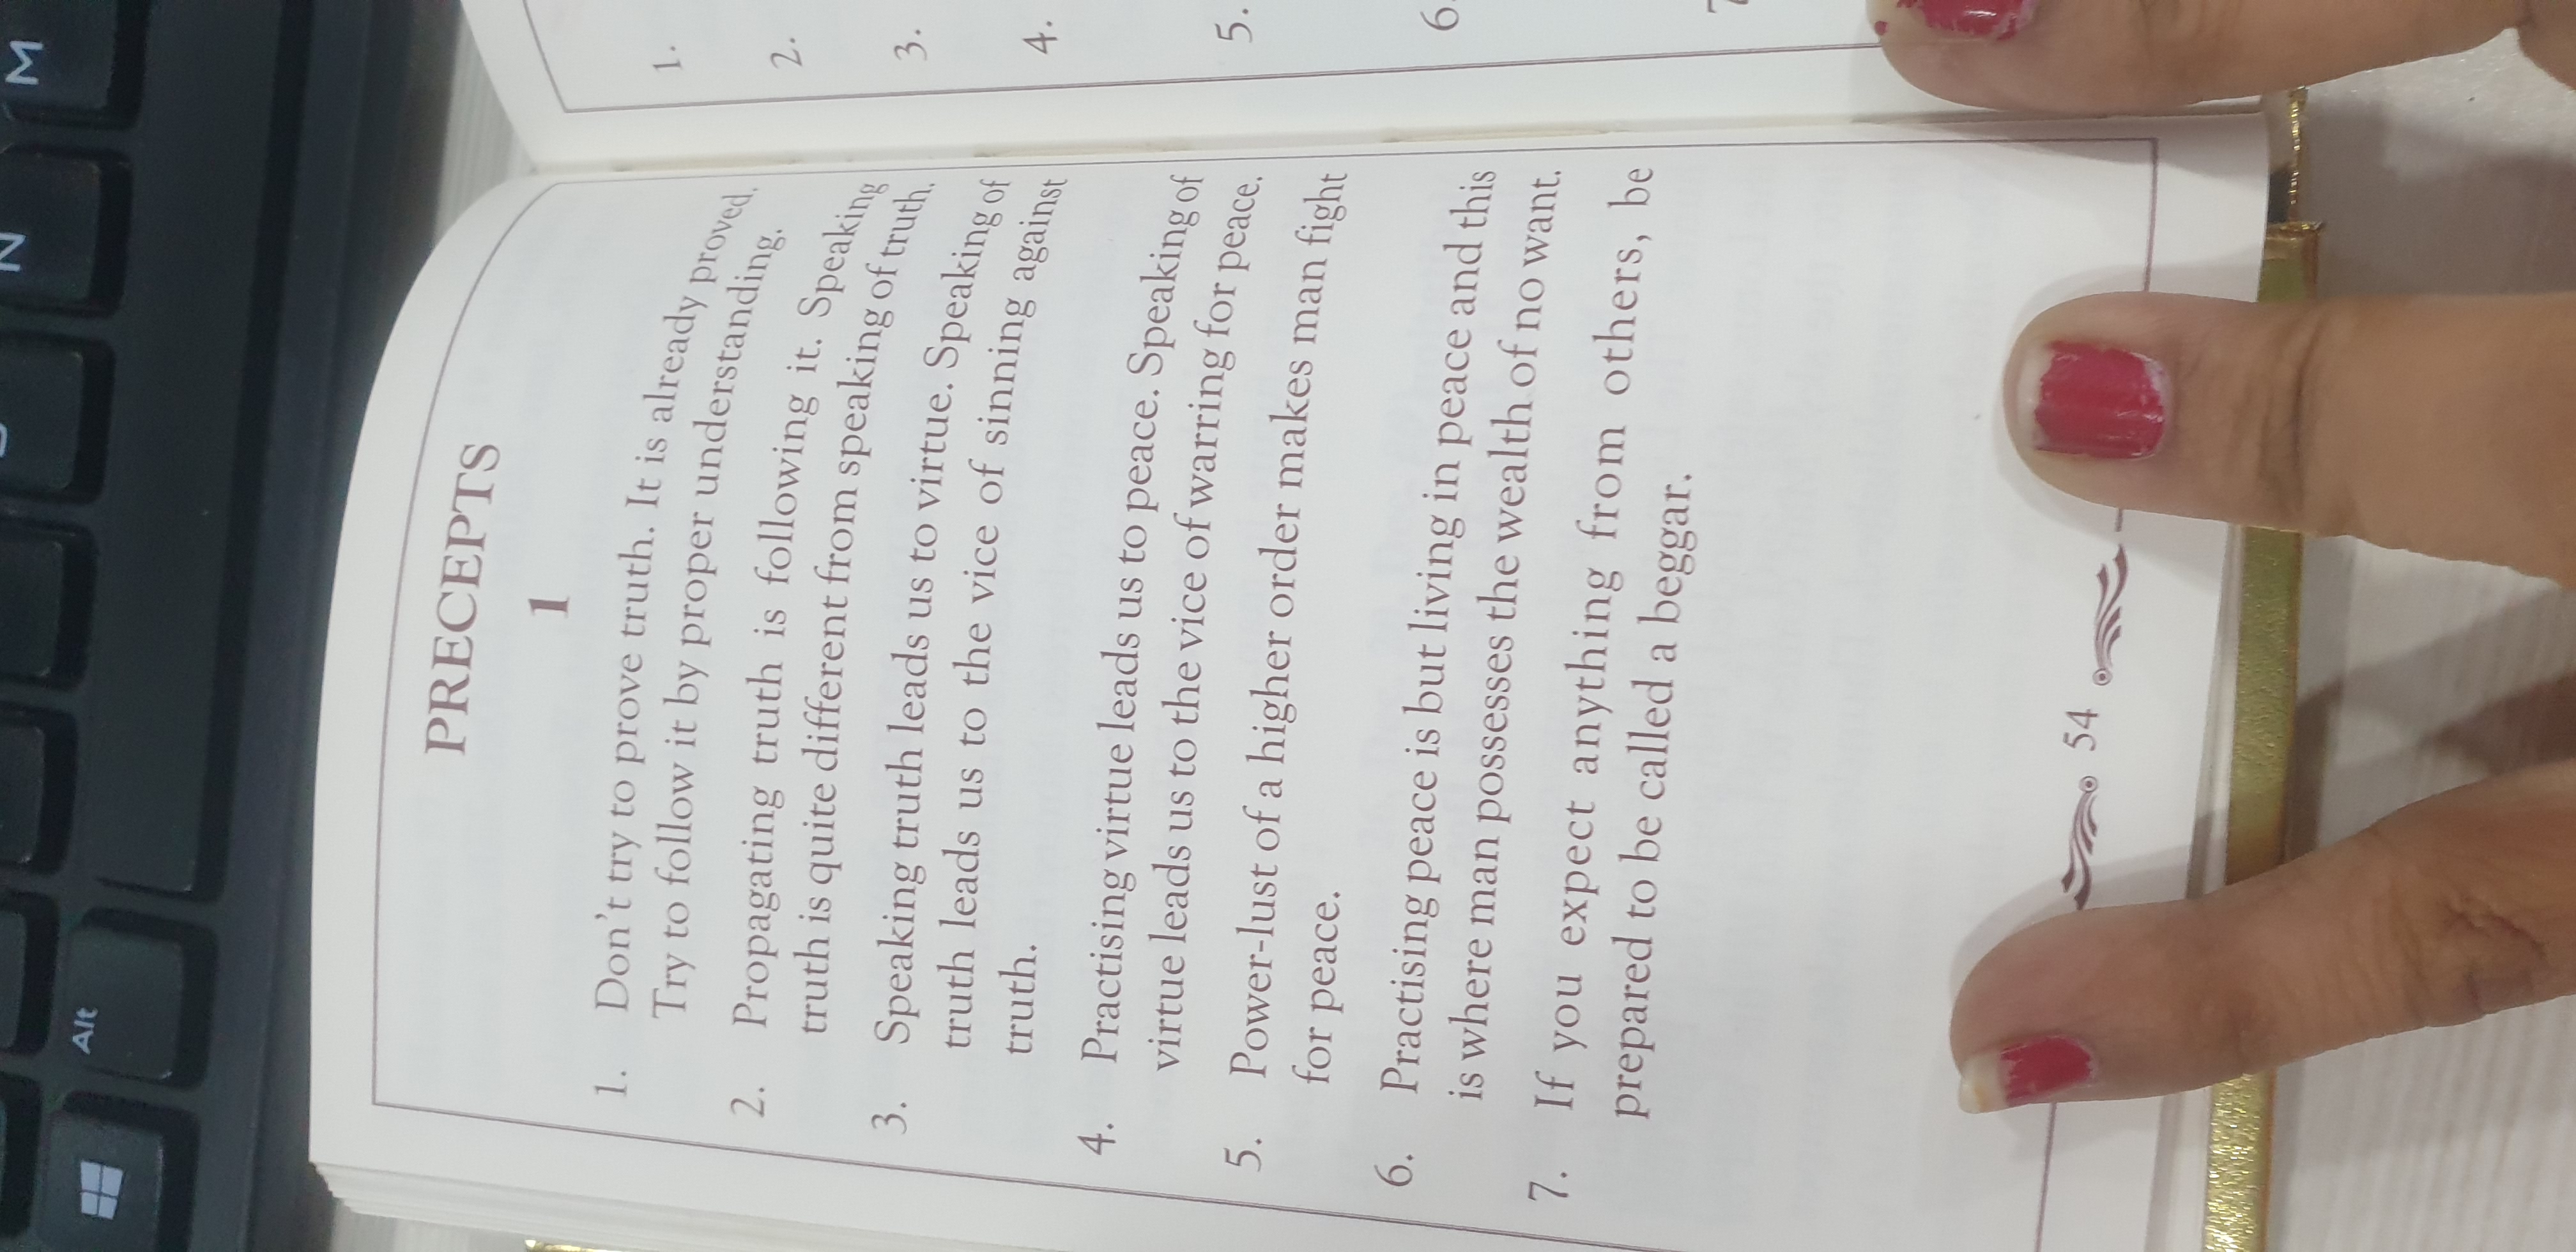 N
M
Alt
PRECEPTS
1
1. Don't try to prove truth. It is already proved.
Try to follow it by proper understanding.
2. Propagating truth is following it. Speaking
truth is quite different from speaking of truth.
3. Speaking truth leads us to virtue. Speaking of
truth leads us to the vice of sinning against
truth.
4. Practising virtue leads us to peace. Speaking of
virtue leads us to the vice of warring for peace.
5. Power-lust of a higher order makes man fight
for peace.
6. Practising peace is but living in peace and this
is where man possesses the wealth of no want.
7. If you expect anything from others, be
prepared to be called a beggar.
54
1.
2.
3.
4.
5.
6.
7